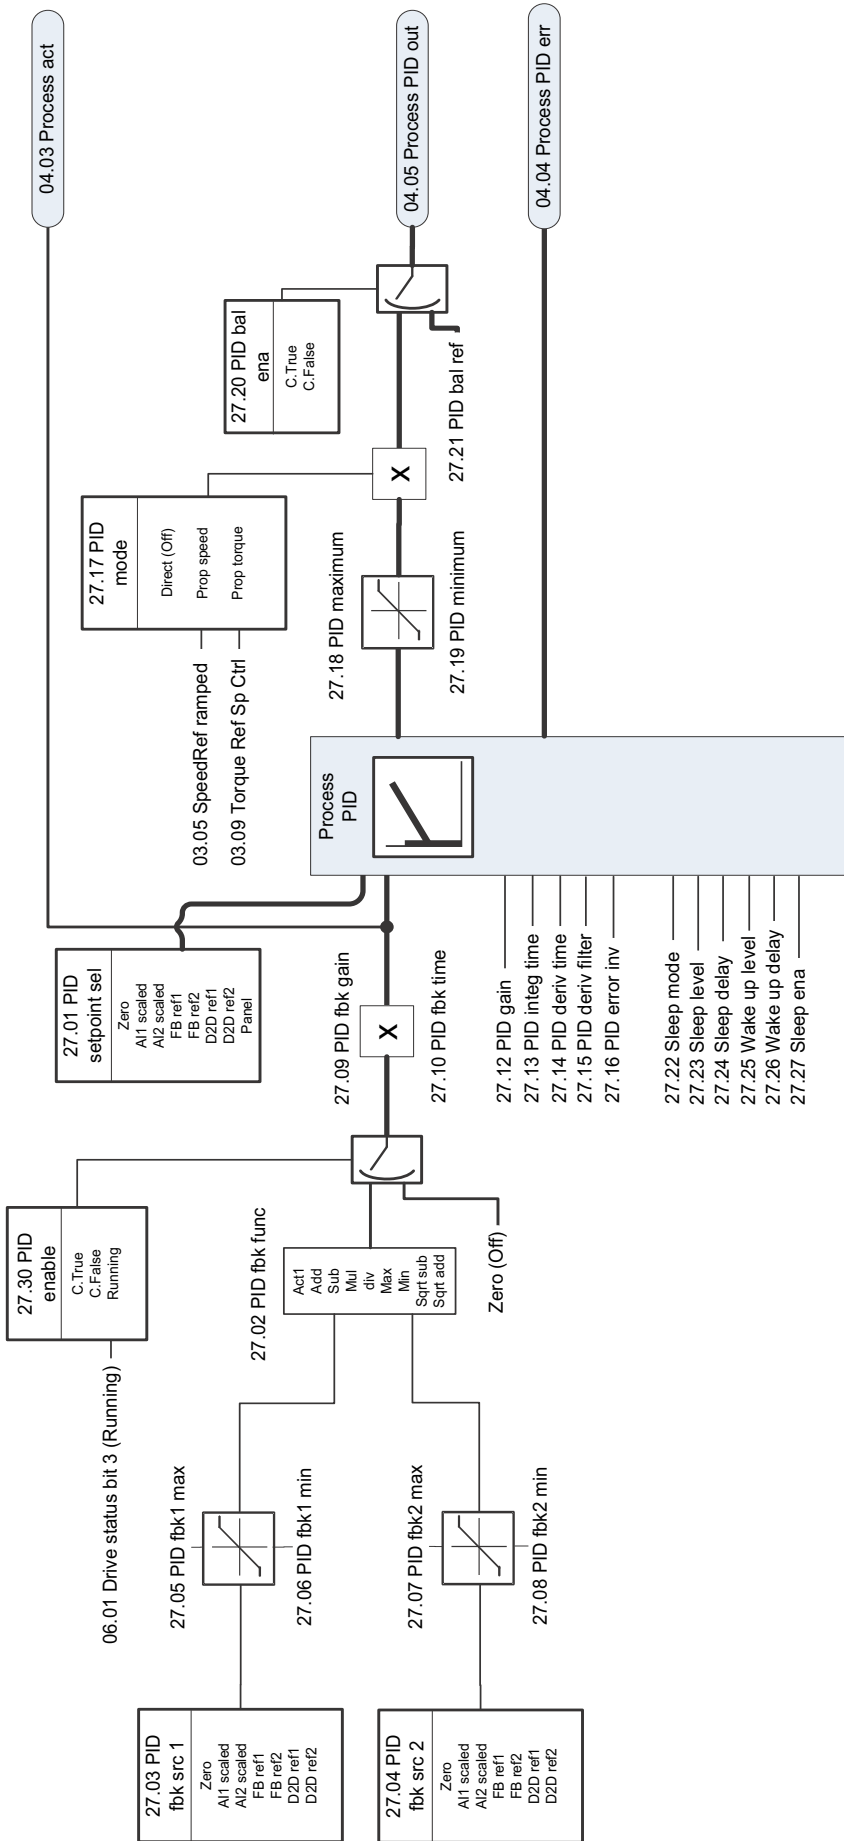 27.03 PID
fbk src 1
Zero
AI1 scaled
AI2 scaled
FB ref1
FB ref2
D2D ref1
D2D ref2
27.04 PID
fbk src 2
Zero
AI1 scaled
AI2 scaled
FB ref1
FB ref2
D2D ref1
D2D ref2
06.01 Drive status bit 3 (Running)
27.05 PID fbk1 max
27.06 PID fbk1 min
27.07 PID fbk2 max
27.08 PID fbk2 min
27.30 PID
enable
C.True
C.False
Running
27.02 PID fbk func
Act1
Add
Sub
Mul
div
Max
Min
Sqrt sub
Sqrt add
Zero (Off)
27.01 PID
setpoint sel
Zero
AI1 scaled
AI2 scaled
FB ref1
FB ref2
D2D ref1
D2D ref2
Panel
27.09 PID fbk gain
X
27.10 PID fbk time
27.12 PID gain
27.13 PID integ time
27.14 PID deriv time
27.15 PID deriv filter
27.16 PID error inv
27.22 Sleep mode
27.23 Sleep level
27.24 Sleep delay
27.25 Wake up level
27.26 Wake up delay
27.27 Sleep ena
Process
PID
03.05 SpeedRef ramped
03.09 Torque Ref Sp Ctrl
27.17 PID
mode
Direct (Off)
Prop speed
Prop torque
27.18 PID maximum
27.19 PID minimum
X
27.20 PID bal
ena
C.True
C.False
27.21 PID bal ref
04.03 Process act
04.05 Process PID out
04.04 Process PID err